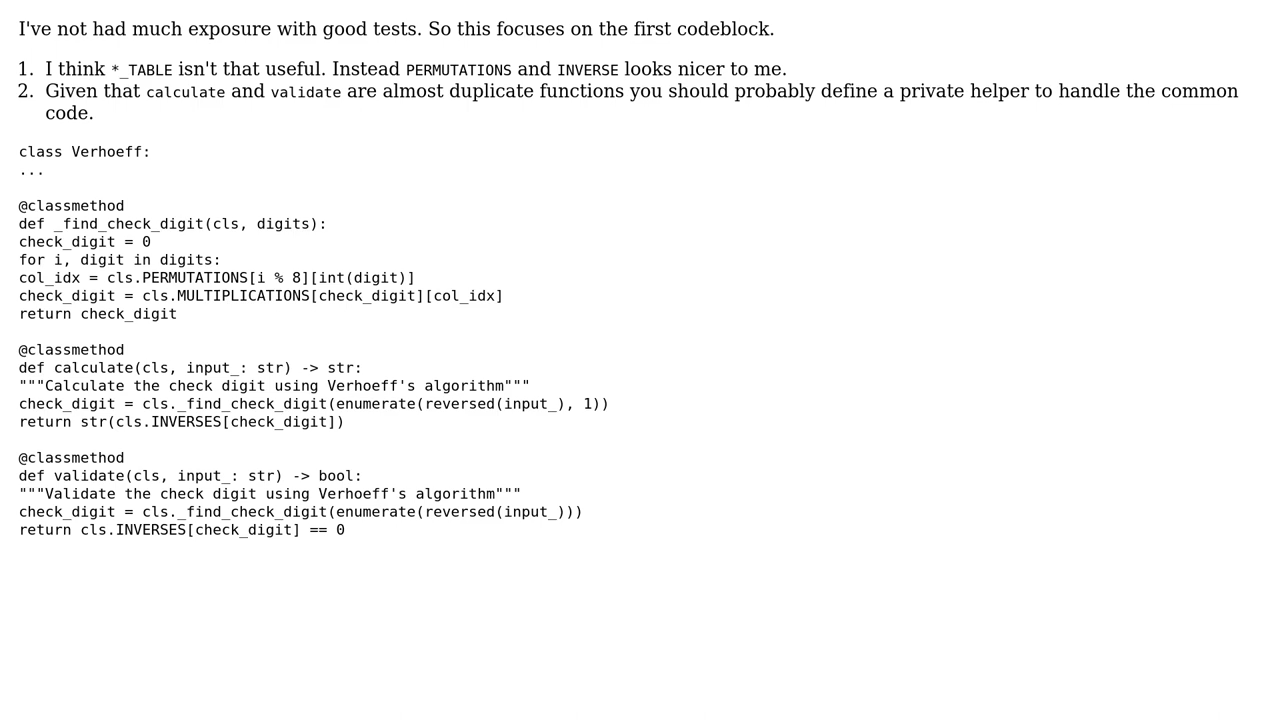 I've not had much exposure with good tests. So this focuses on the first codeblock.
1. I think *_TABLE isn't that useful. Instead PERMUTATIONS and INVERSE looks nicer to me.
2. Given that calculate and validate are almost duplicate functions you should probably define a private helper to handle the common
code.
class Verhoeff:
...
@classmethod
def _find_check_digit(cls, digits):
check_digit = 0
for i, digit in digits:
col_idx = cls.PERMUTATIONS[i % 8][int(digit)]
check_digit = cls.MULTIPLICATIONS[check_digit][col_idx]
return check_digit
@classmethod
def calculate(cls, input_: str) -> str:
"""Calculate the check digit using Verhoeff's algorithm"""
check_digit = cls._find_check_digit(enumerate(reversed(input_), 1))
return str(cls.INVERSES[check_digit])
@classmethod
def validate(cls, input_: str) -> bool:
"""Validate the check digit using Verhoeff's algorithm"""
check_digit = cls._find_check_digit(enumerate(reversed(input_)))
return cls.INVERSES[check_digit] == 0